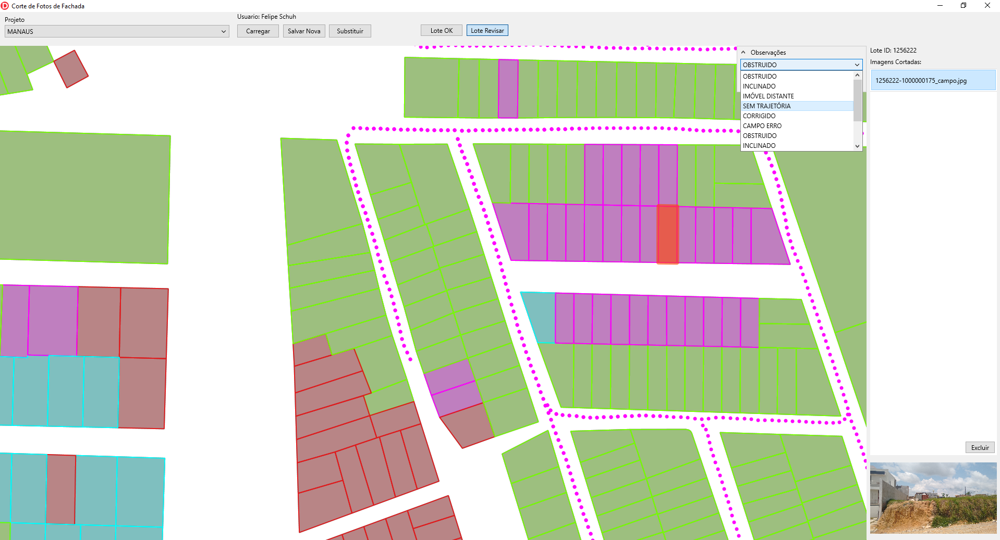 Corte de Fotos de Fachada
Projeto
Usuario: Felipe Schuh
MANAUS
Carregar
Salvar Nova
Substituir
Lote OK
Lote Revisar
Observações
OBSTRUIDO
OBSTRUIDO
INCLINADO
IMÓVEL DISTANTE
SEM TRAJETÓRIA
CORRIGIDO
CAMPO ERRO
OBSTRUIDO
INCLINADO
Lote ID: 1256222
Imagens Cortadas:
1256222-1000000175_campo.jpg
Excluir